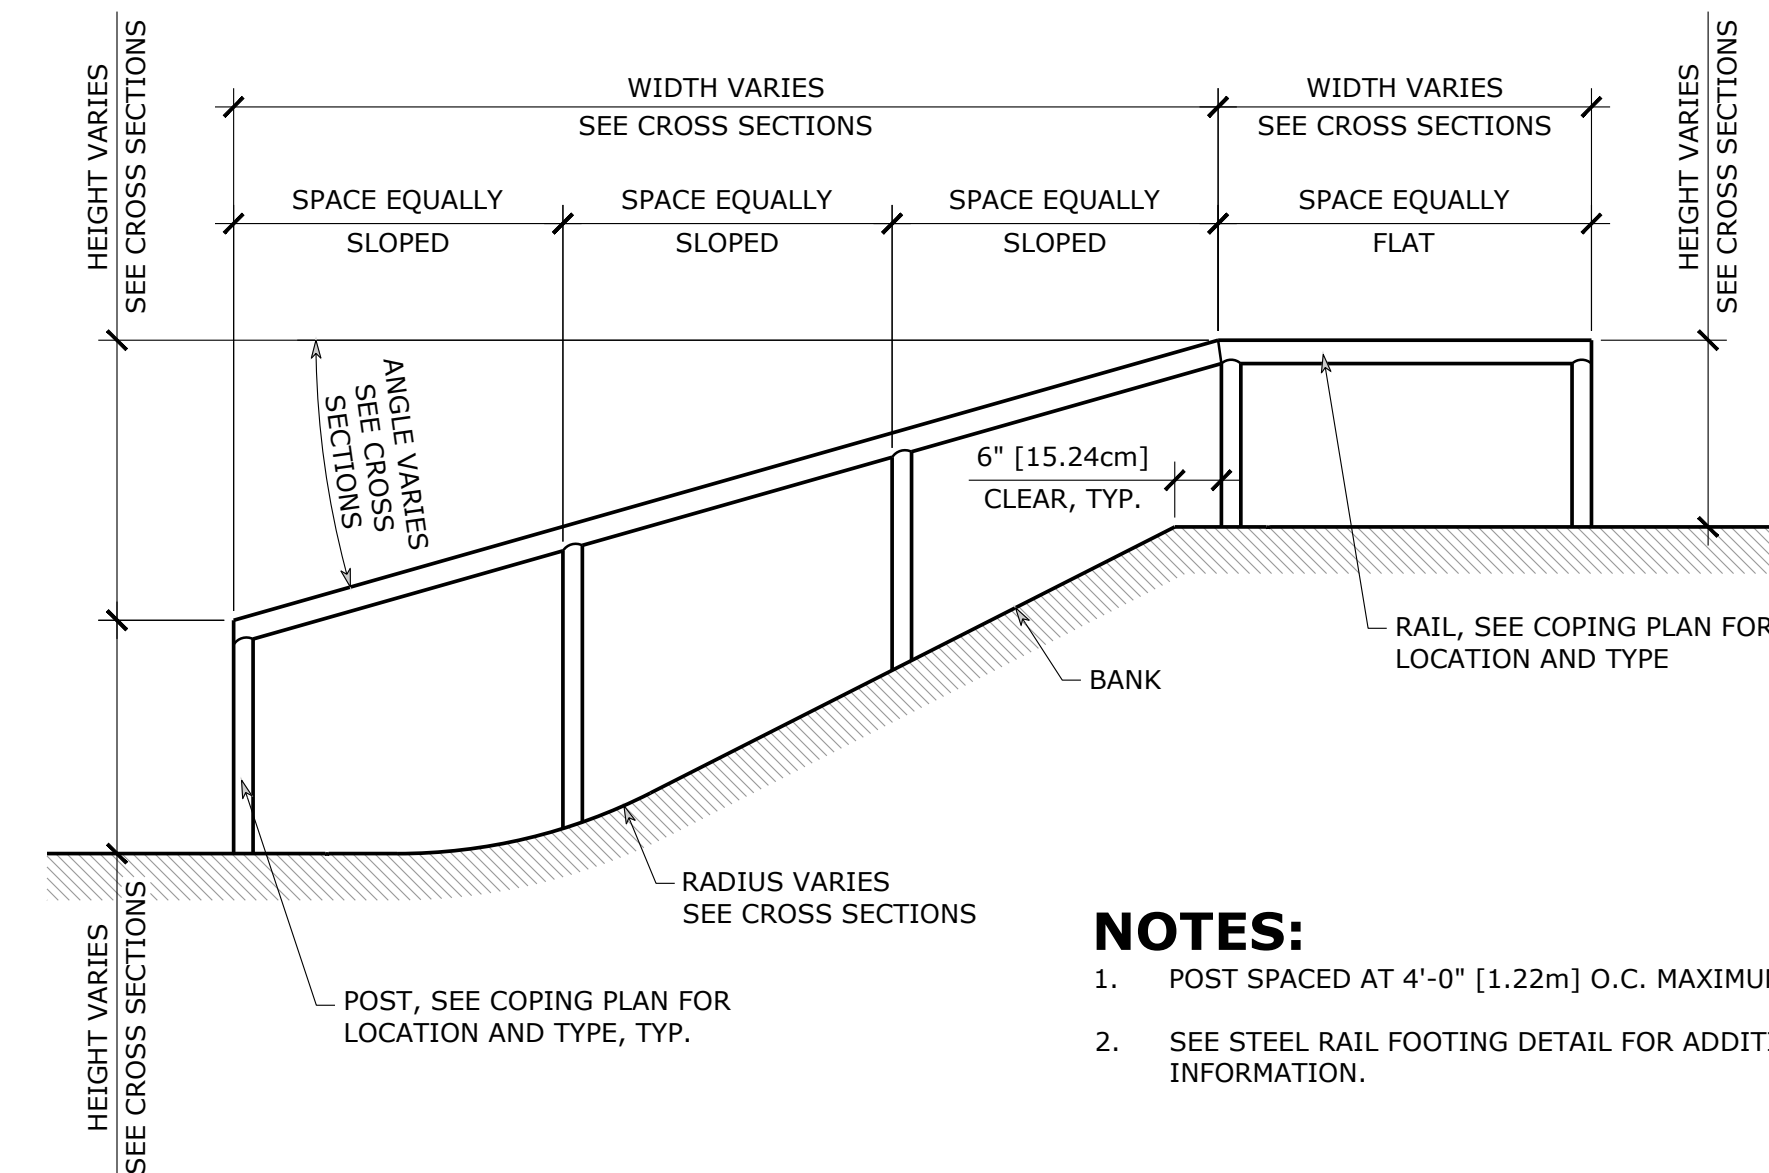 HEIGHT VARIES
SEE CROSS SECTIONS
WIDTH VARIES
SEE CROSS SECTIONS
WIDTH VARIES
SEE CROSS SECTIONS
HEIGHT VARIES
SEE CROSS SECTIONS
SPACE EQUALLY
SLOPED
SPACE EQUALLY
SLOPED
SPACE EQUALLY
SLOPED
SPACE EQUALLY
FLAT
ANGLE VARIES
SEE CROSS
SECTIONS
6" [15.24cm]
CLEAR, TYP.
RAIL, SEE COPING PLAN FOR
LOCATION AND TYPE
BANK
RADIUS VARIES
SEE CROSS SECTIONS
HEIGHT VARIES
SEE CROSS SECTIONS
POST, SEE COPING PLAN FOR
LOCATION AND TYPE, TYP.
NOTES:
1. POST SPACED AT 4'-0" [1.22m] O.C.
2. SEE STEEL RAIL FOOTING DETAIL FOR
INFORMATION.